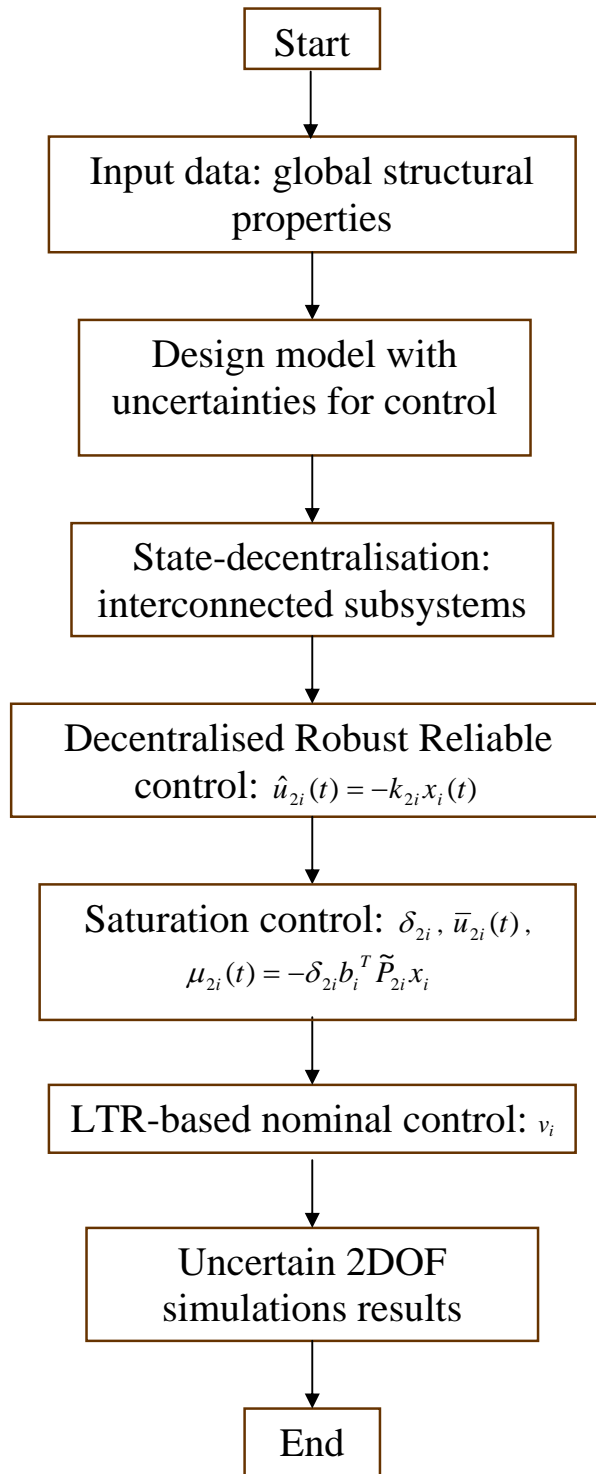 Start
Input data: global structural
properties
Design model with
uncertainties for control
State-decentralisation:
interconnected subsystems
Decentralised Robust Reliable
control: û₂ᵢ(t) = −k₂ᵢxᵢ(t)
Saturation control: δ₂ᵢ, u̅₂ᵢ(t),
μ₂ᵢ(t) = −δ₂ᵢbᵢᵀP̃₂ᵢxᵢ
LTR-based nominal control: vᵢ
Uncertain 2DOF
simulations results
End